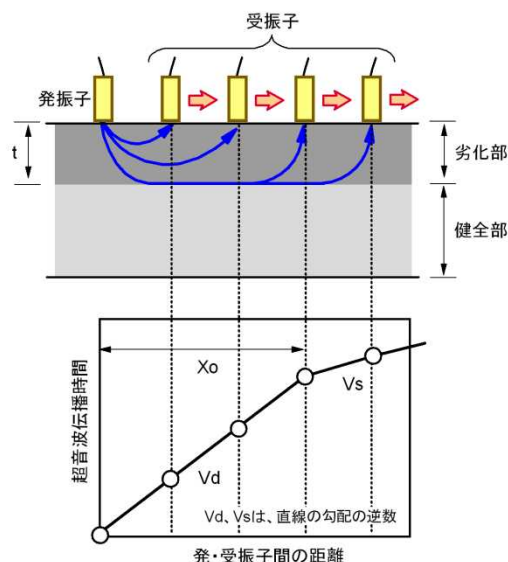 受振子
発振子
t
劣化部
健全部
Xo
Vs
超音波伝播時間
Vd
Vd、Vsは、直線の勾配の逆数
発・受振子間の距離